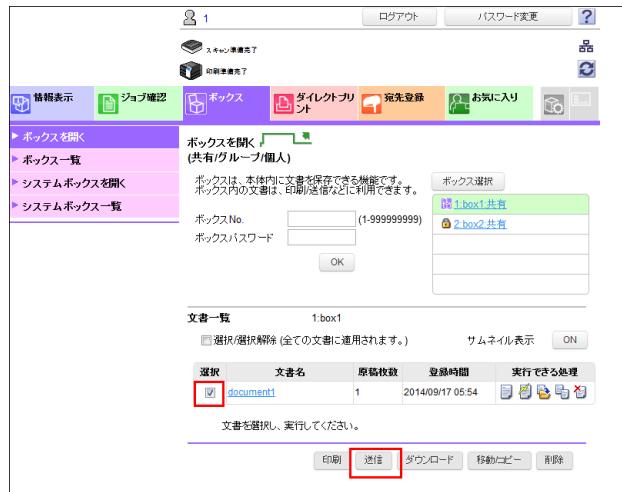 1
ログアウト
パスワード変更
?
スキャン準備完了
印刷準備完了
情報表示
ジョブ確認
ボックス
ダイレクトプリ
ント
宛先登録
お気に入り
ボックスを開く
ボックス一覧
システムボックスを開く
システムボックス一覧
ボックスを開く
(共有/グループ/個人)
ボックスは、本体内に文書を保存できる機能です。
ボックス内の文書は、印刷/送信などに利用できます。
ボックスNo.
(1-999999999)
ボックスパスワード
OK
ボックス選択
1:box1:共有
2:box2:共有
文書一覧
1:box1
選択/選択解除 (全ての文書に適用されます。)
サムネイル表示
ON
選択 文書名 原稿枚数 登録時間 実行できる処理
document1 1 2014/09/17 05:54
文書を選択し、実行してください。
印刷 送信 ダウンロード 移動/コピー 削除